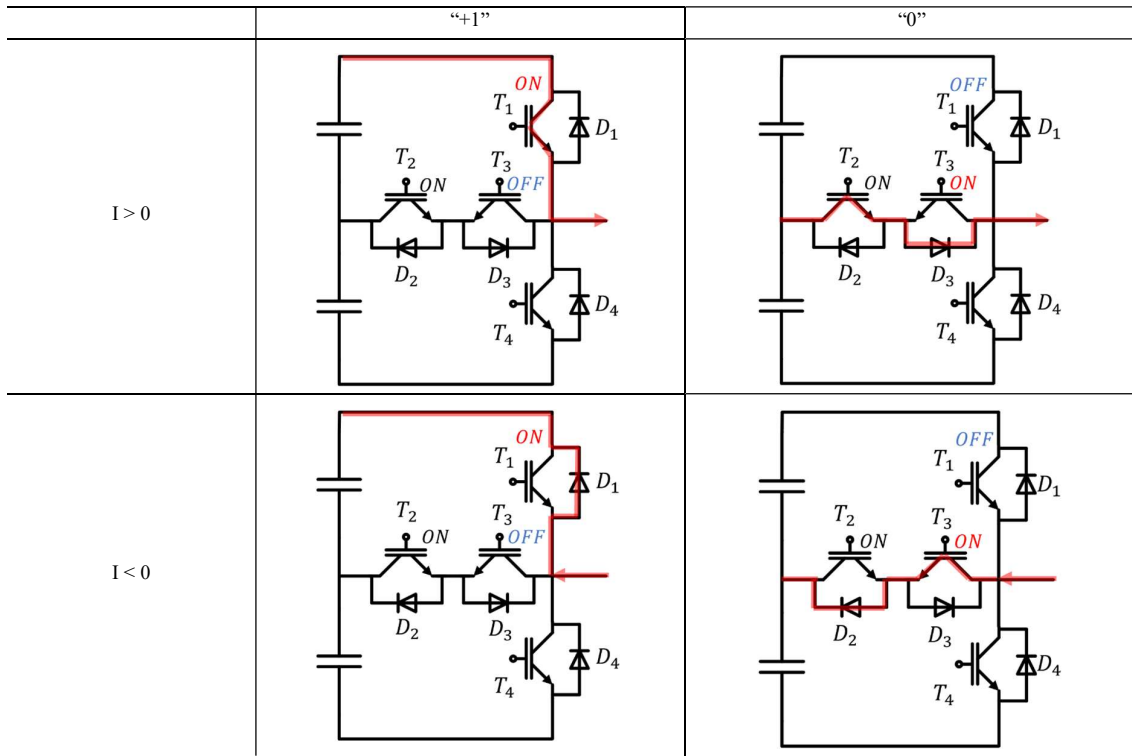 “+1” “0”
I > 0
ON
T₁
D₁
T₂ T₃
ON OFF
D₂ D₃
T₄
D₄
OFF
T₁
D₁
T₂ T₃
ON ON
D₂ D₃
T₄
D₄
I < 0
ON
T₁
D₁
T₂ T₃
ON OFF
D₂ D₃
T₄
D₄
OFF
T₁
D₁
T₂ T₃
ON ON
D₂ D₃
T₄
D₄